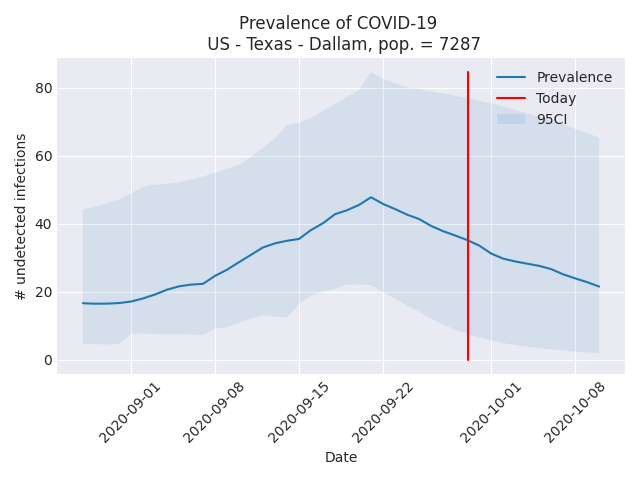 Prevalence of COVID-19
US - Texas - Dallam, pop. = 7287
Prevalence
Today
95CI
# undetected infections
80
60
40
20
0
2020-09-01
2020-09-08
2020-09-15
2020-09-22
2020-10-01
2020-10-08
Date